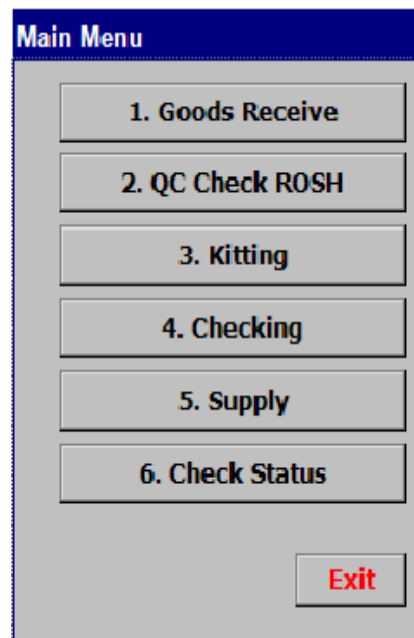 Main Menu
1. Goods Receive
2. QC Check ROSH
3. Kitting
4. Checking
5. Supply
6. Check Status
Exit